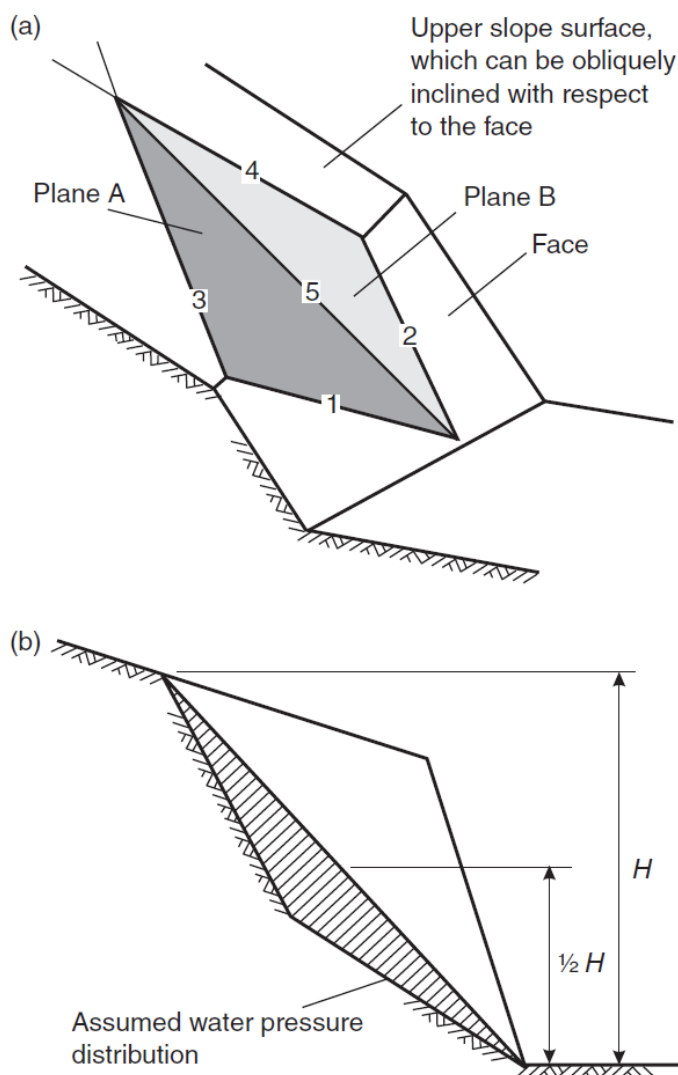 (a)
Upper slope surface,
which can be obliquely
inclined with respect
to the face
4
Plane A
Plane B
Face
5
3
2
1
(b)
H
½ H
Assumed water pressure
distribution